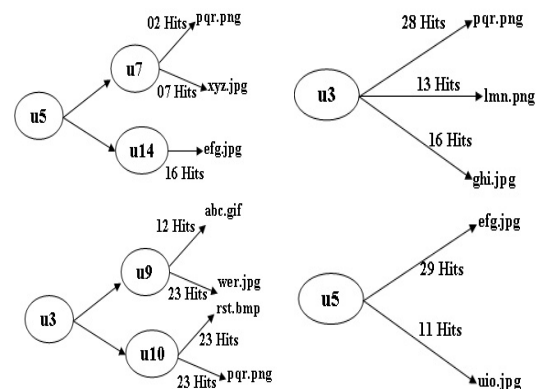 02 Hits
pqr.png
u7
07 Hits
xyz.jpg
u5
u14
efg.jpg
16 Hits
28 Hits
pqr.png
u3
13 Hits
lmn.png
16 Hits
ghi.jpg
abc.gif
12 Hits
u9
wer.jpg
23 Hits
rst.bmp
u3
23 Hits
u10
23 Hits
pqr.png
efg.jpg
29 Hits
u5
11 Hits
uio.jpg